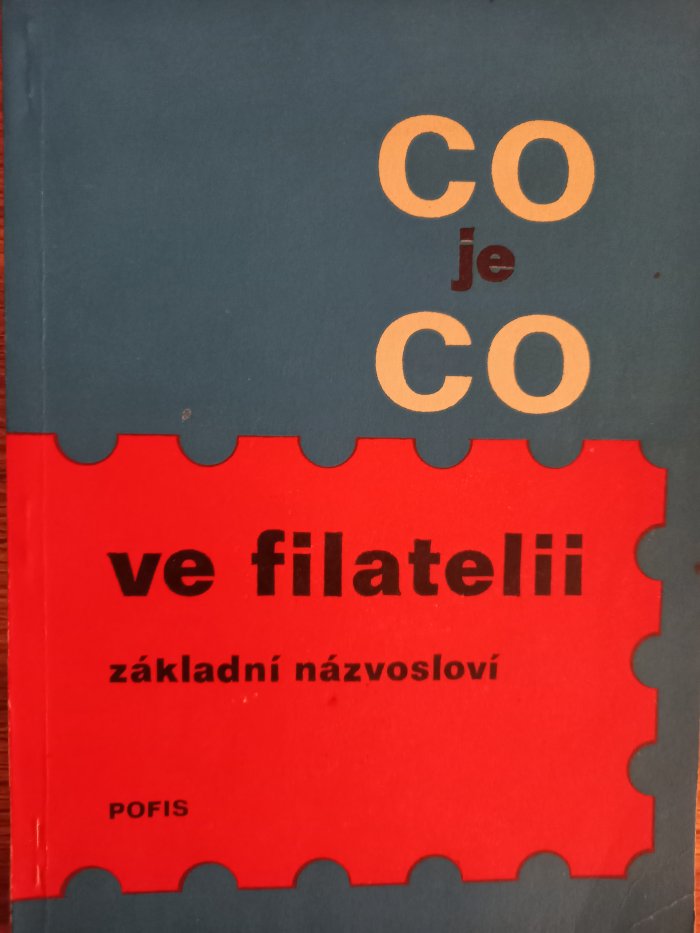 CO
je
CO
ve filatelii
základní názvosloví
POFIS